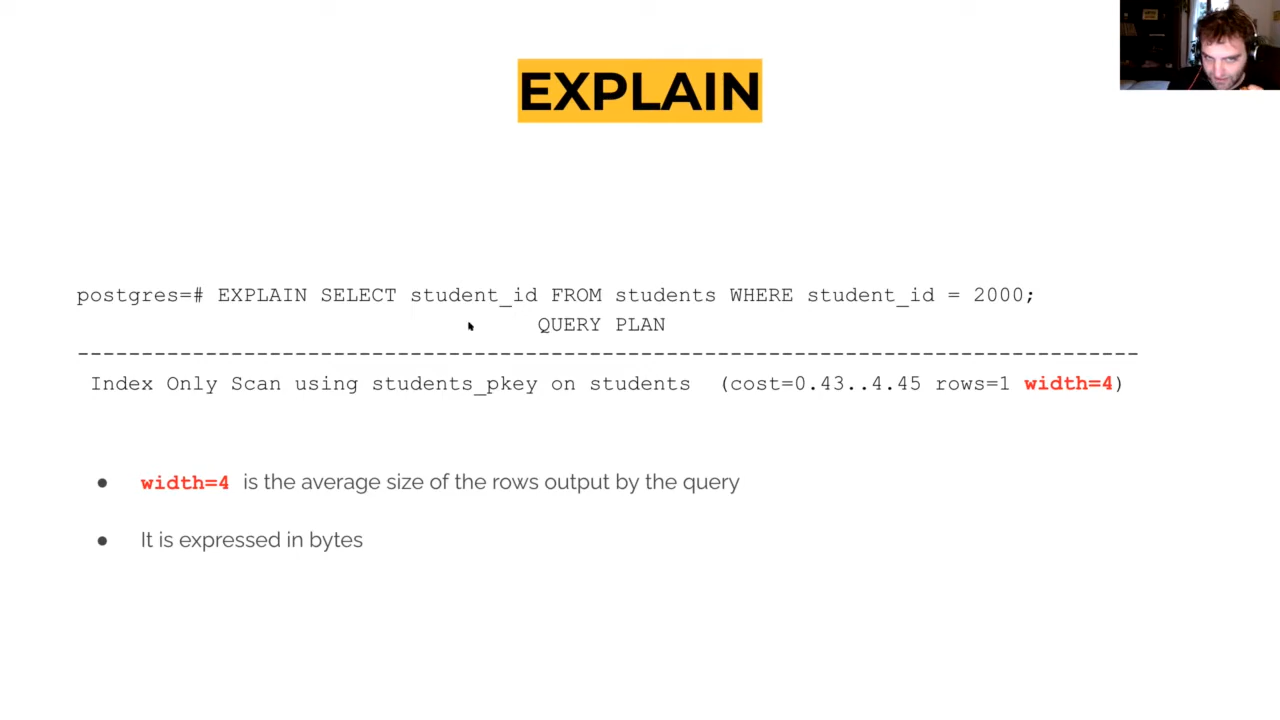 EXPLAIN
postgres=# EXPLAIN SELECT student_id FROM students WHERE student_id = 2000;
QUERY PLAN
-----------------------------------------------------------------------------------
Index Only Scan using students_pkey on students  (cost=0.43..4.45 rows=1 width=4)
● width=4 is the average size of the rows output by the query
● It is expressed in bytes